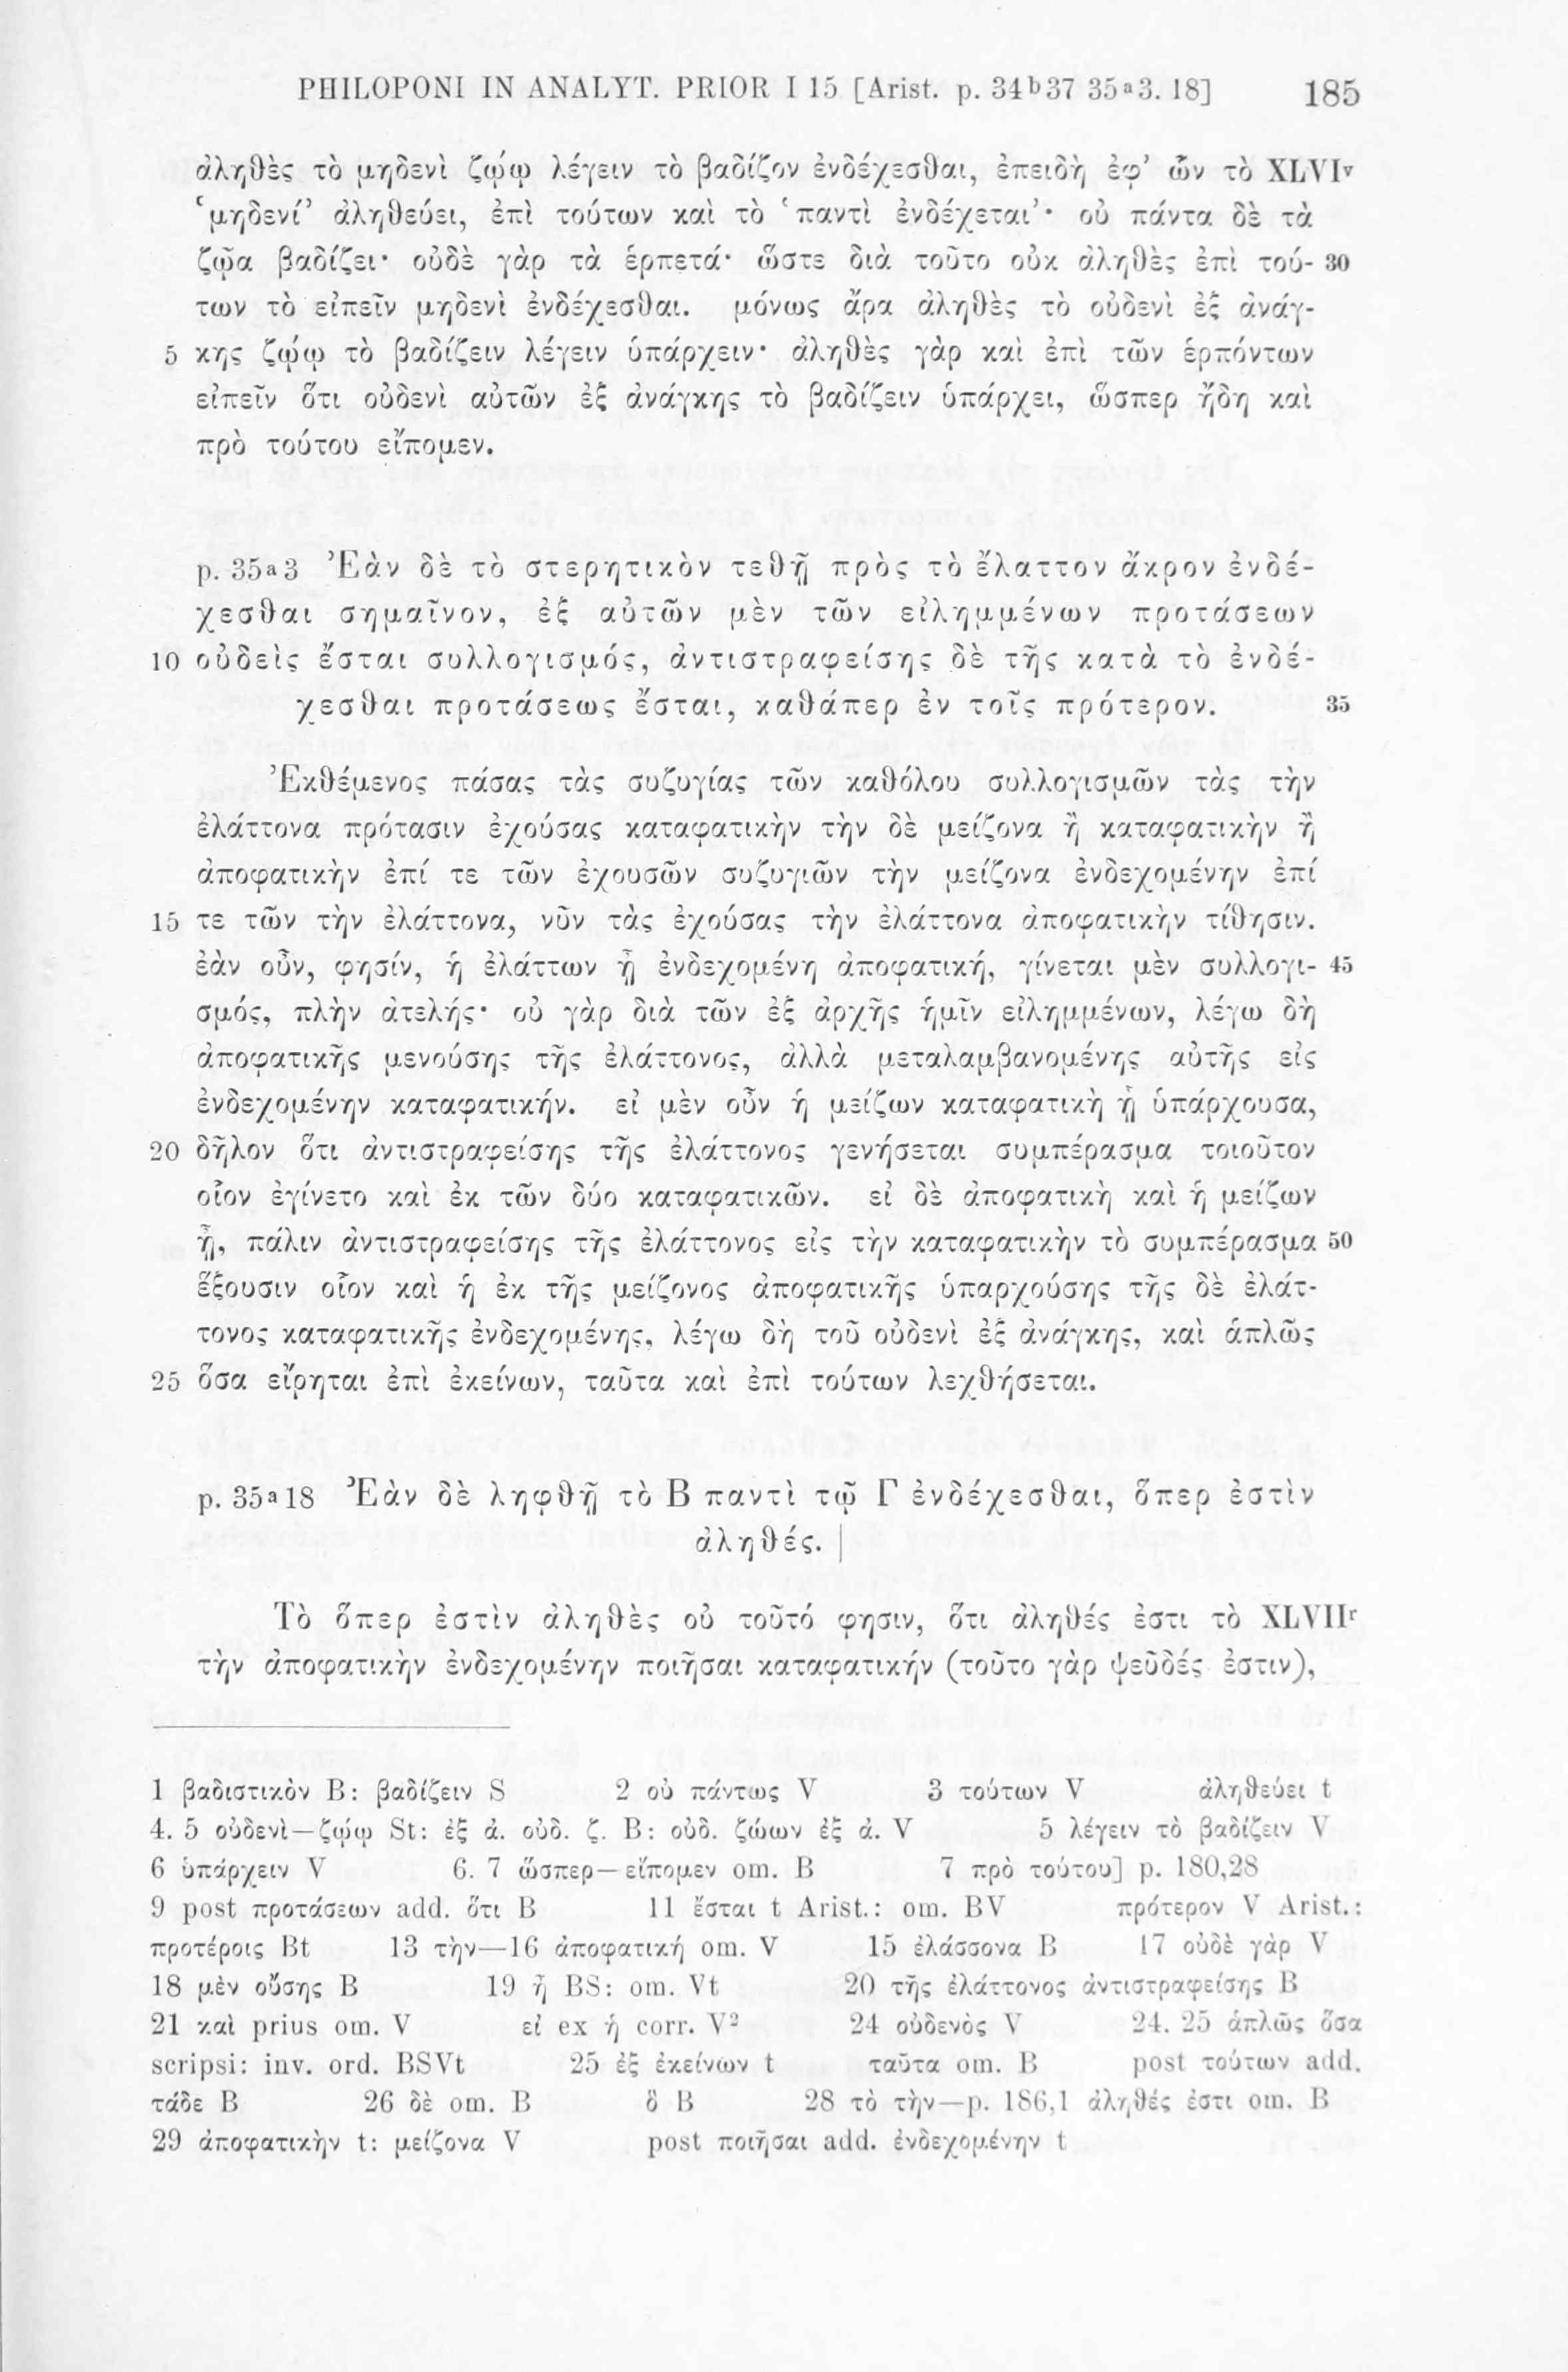 PHILOPONI IN ANALYT. PRIOR I 15 [Arist. p. 34ᵇ37 35ᵃ3. 18] 185
ἀληθὲς τὸ μηδενὶ ζῴῳ λέγειν τὸ βαδίζον ἐνδέχεσθαι, ἐπειδὴ ἐφ’ ὧν τὸ XLVIᵛ
‘μηδενί’ ἀληθεύει, ἐπὶ τούτων καὶ τὸ ‘παντὶ ἐνδέχεται’· οὐ πάντα δὲ τὰ
ζῷα βαδίζει· οὐδὲ γὰρ τὰ ἑρπετά· ὥστε διὰ τοῦτο οὐκ ἀληθὲς ἐπὶ τού- 30
των τὸ εἰπεῖν μηδενὶ ἐνδέχεσθαι. μόνως ἄρα ἀληθὲς τὸ οὐδενὶ ἐξ ἀνάγ-
5 κης ζῴῳ τὸ βαδίζειν λέγειν ὑπάρχειν· ἀληθὲς γὰρ καὶ ἐπὶ τῶν ἑρπόντων
εἰπεῖν ὅτι οὐδενὶ αὐτῶν ἐξ ἀνάγκης τὸ βαδίζειν ὑπάρχει, ὥσπερ ἤδη καὶ
πρὸ τούτου εἴπομεν.
p. 35ᵃ3 Ἐὰν δὲ τὸ στερητικὸν τεθῇ πρὸς τὸ ἔλαττον ἄκρον ἐνδέ-
χεσθαι σημαῖνον, ἐξ αὐτῶν μὲν τῶν εἰλημμένων προτάσεων
10 οὐδεὶς ἔσται συλλογισμός, ἀντιστραφείσης δὲ τῆς κατὰ τὸ ἐνδέ-
χεσθαι προτάσεως ἔσται, καθάπερ ἐν τοῖς πρότερον. 35
Ἐκθέμενος πάσας τὰς συζυγίας τῶν καθόλου συλλογισμῶν τὰς τὴν
ἐλάττονα πρότασιν ἐχούσας καταφατικὴν τὴν δὲ μείζονα ἢ καταφατικὴν ἢ
ἀποφατικὴν ἐπί τε τῶν ἐχουσῶν συζυγιῶν τὴν μείζονα ἐνδεχομένην ἐπί
15 τε τῶν τὴν ἐλάττονα, νῦν τὰς ἐχούσας τὴν ἐλάττονα ἀποφατικὴν τίθησιν.
ἐὰν οὖν, φησίν, ἡ ἐλάττων ᾖ ἐνδεχομένη ἀποφατική, γίνεται μὲν συλλογι- 45
σμός, πλὴν ἀτελής· οὐ γὰρ διὰ τῶν ἐξ ἀρχῆς ἡμῖν εἰλημμένων, λέγω δὴ
ἀποφατικῆς μενούσης τῆς ἐλάττονος, ἀλλὰ μεταλαμβανομένης αὐτῆς εἰς
ἐνδεχομένην καταφατικήν. εἰ μὲν οὖν ἡ μείζων καταφατικὴ ᾖ ὑπάρχουσα,
20 δῆλον ὅτι ἀντιστραφείσης τῆς ἐλάττονος γενήσεται συμπέρασμα τοιοῦτον
οἷον ἐγίνετο καὶ ἐκ τῶν δύο καταφατικῶν. εἰ δὲ ἀποφατικὴ καὶ ἡ μείζων
ᾖ, πάλιν ἀντιστραφείσης τῆς ἐλάττονος εἰς τὴν καταφατικὴν τὸ συμπέρασμα 50
ἕξουσιν οἷον καὶ ἡ ἐκ τῆς μείζονος ἀποφατικῆς ὑπαρχούσης τῆς δὲ ἐλάτ-
τονος καταφατικῆς ἐνδεχομένης, λέγω δὴ τοῦ οὐδενὶ ἐξ ἀνάγκης, καὶ ἁπλῶς
25 ὅσα εἴρηται ἐπὶ ἐκείνων, ταῦτα καὶ ἐπὶ τούτων λεχθήσεται.
p. 35ᵃ18 Ἐὰν δὲ ληφθῇ τὸ Β παντὶ τῷ Γ ἐνδέχεσθαι, ὅπερ ἐστὶν
ἀληθές. |
Τὸ ὅπερ ἐστὶν ἀληθὲς οὐ τοῦτό φησιν, ὅτι ἀληθές ἐστι τὸ XLVIIʳ
τὴν ἀποφατικὴν ἐνδεχομένην ποιῆσαι καταφατικήν (τοῦτο γὰρ ψεῦδές ἐστιν),
1 βαδιστικὸν B: βαδίζειν S 2 οὐ πάντως V 3 τούτων V ἀληθεύει t
4. 5 οὐδενὶ—ζῴῳ St: ἐξ ἀ. οὐδ. ζ. B: οὐδ. ζώων ἐξ ἀ. V 5 λέγειν τὸ βαδίζειν V
6 ὑπάρχειν V 6. 7 ὥσπερ—εἴπομεν om. B 7 πρὸ τούτου] p. 180,28
9 post προτάσεων add. ὅτι B 11 ἔσται t Arist.: om. BV πρότερον V Arist.:
προτέροις Bt 13 τὴν—16 ἀποφατική om. V 15 ἐλάσσονα B 17 οὐδὲ γὰρ V
18 μὲν οὔσης B 19 ᾖ BS: om. Vt 20 τῆς ἐλάττονος ἀντιστραφείσης B
21 καὶ prius om. V εἰ ex ἡ corr. V² 24 οὐδενὸς V 24. 25 ἁπλῶς ὅσα
scripsi: inv. ord. BSVt 25 ἐξ ἐκείνων t ταῦτα om. B post τούτων add.
τάδε B 26 δὲ om. B ὃ B 28 τὸ τὴν—p. 186,1 ἀληθές ἐστι om. B
29 ἀποφατικὴν t: μείζονα V post ποιῆσαι add. ἐνδεχομένην t